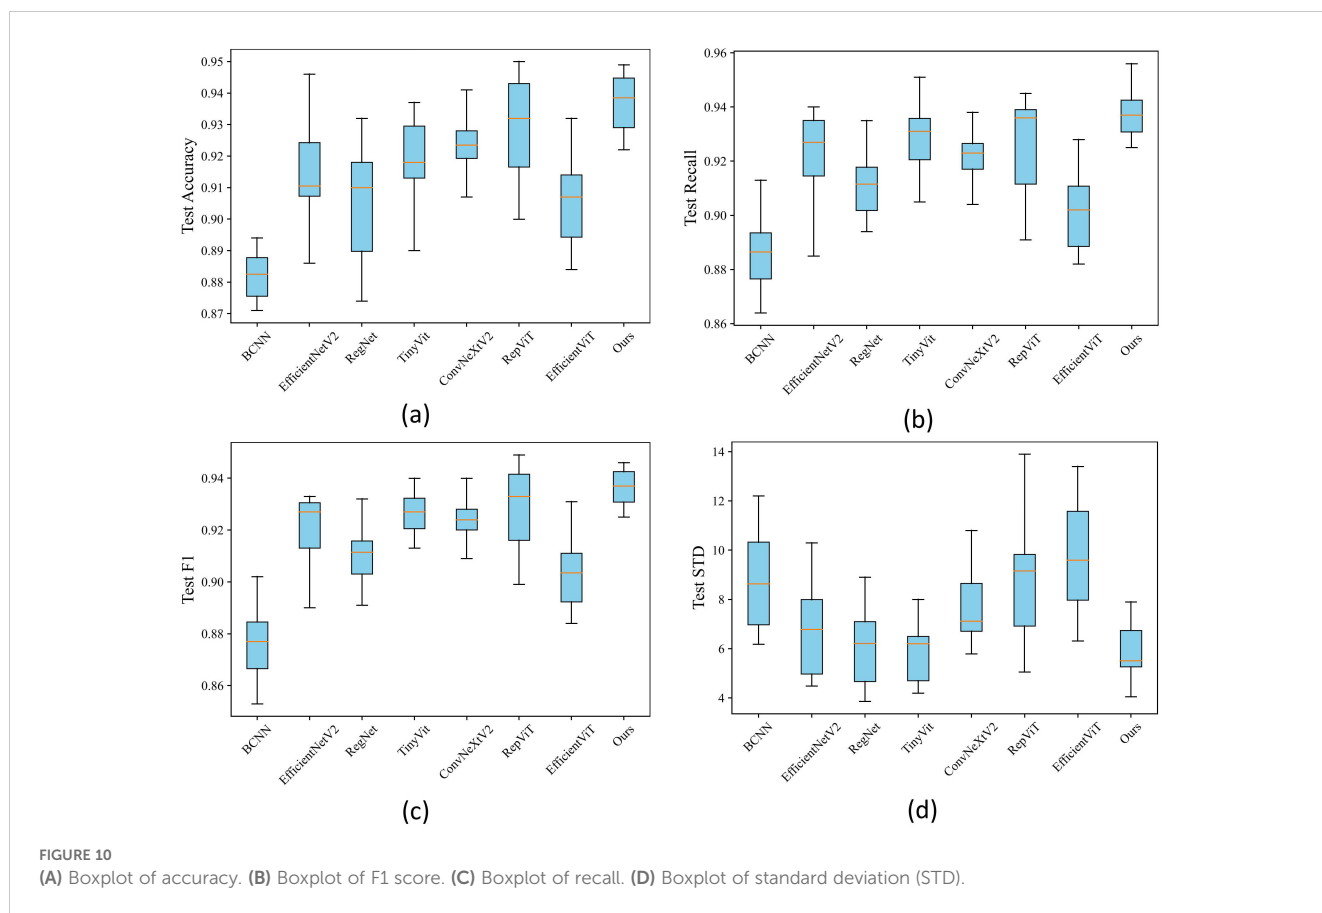 Test Accuracy
0.95
0.94
0.93
0.92
0.91
0.90
0.89
0.88
0.87
BCNN
EfficientNetV2
RegNet
TinyVit
ConvNeXtV2
RepViT
EfficientViT
Ours
(a)
Test Recall
0.96
0.94
0.92
0.90
0.88
0.86
BCNN
EfficientNetV2
RegNet
TinyVit
ConvNeXtV2
RepViT
EfficientViT
Ours
(b)
Test F1
0.94
0.92
0.90
0.88
0.86
BCNN
EfficientNetV2
RegNet
TinyVit
ConvNeXtV2
RepViT
EfficientViT
Ours
(c)
Test STD
14
12
10
8
6
4
BCNN
EfficientNetV2
RegNet
TinyVit
ConvNeXtV2
RepViT
EfficientViT
Ours
(d)
FIGURE 10
(A) Boxplot of accuracy. (B) Boxplot of F1 score. (C) Boxplot of recall. (D) Boxplot of standard deviation (STD).